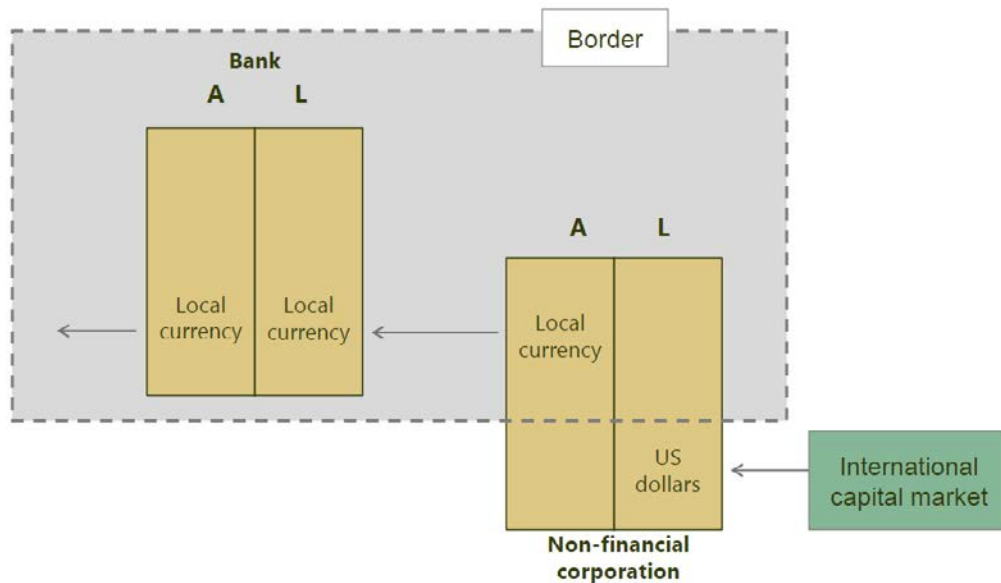 Border
Bank
A L
A L
Local
currency
Local
currency
Local
currency
US
dollars
International
capital market
Non-financial
corporation